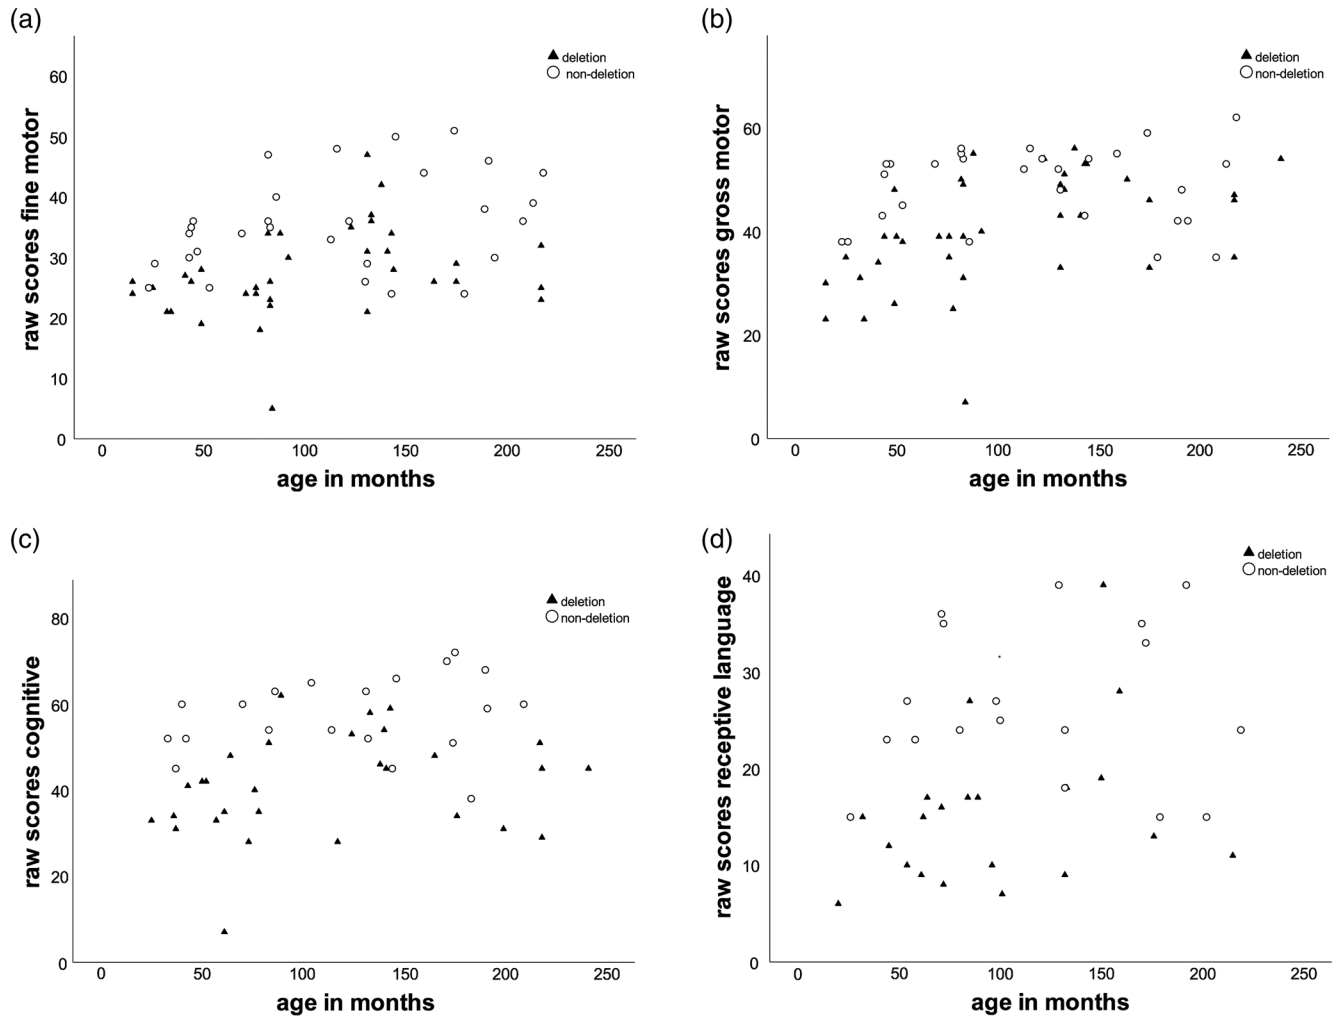 (a)
deletion
non-deletion
60
50
40
30
20
10
0
raw scores fine motor
0 50 100 150 200 250
age in months
(b)
deletion
non-deletion
60
40
20
0
raw scores gross motor
0 50 100 150 200 250
age in months
(c)
deletion
non-deletion
80
60
40
20
0
raw scores cognitive
0 50 100 150 200 250
age in months
(d)
deletion
non-deletion
40
30
20
10
0
raw scores receptive language
0 50 100 150 200 250
age in months